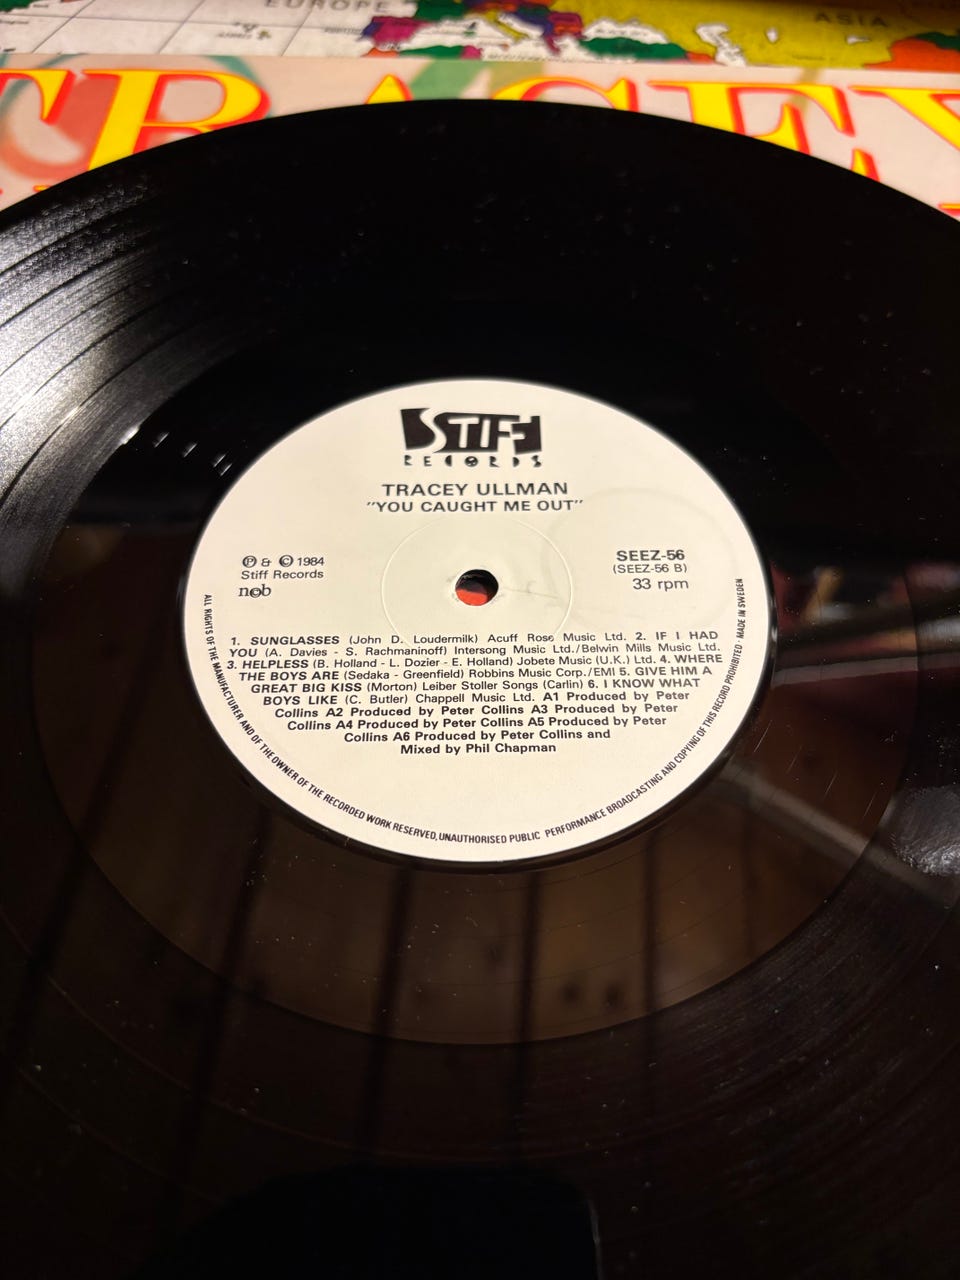 EUROPE
ASIA
TRACEY
STIFF
RECORDS
TRACEY ULLMAN
"YOU CAUGHT ME OUT"
Ⓟ & © 1984
Stiff Records
ncb
SEEZ-56
(SEEZ-56 B)
33 rpm
1. SUNGLASSES (John D. Loudermilk) Acuff Rose Music Ltd. 2. IF I HAD
YOU (A. Davies - S. Rachmaninoff) Intersong Music Ltd./Belwin Mills Music Ltd.
3. HELPLESS (B. Holland - L. Dozier - E. Holland) Jobete Music (U.K.) Ltd. 4. WHERE
THE BOYS ARE (Sedaka - Greenfield) Robbins Music Corp./EMI 5. GIVE HIM A
GREAT BIG KISS (Morton) Leiber Stoller Songs (Carlin) 6. I KNOW WHAT
BOYS LIKE (C. Butler) Chappell Music Ltd. A1 Produced by Peter
Collins A2 Produced by Peter Collins A3 Produced by Peter
Collins A4 Produced by Peter Collins A5 Produced by Peter
Collins A6 Produced by Peter Collins and
Mixed by Phil Chapman
ALL RIGHTS OF THE MANUFACTURER AND OF THE OWNER OF THE RECORDED WORK RESERVED, UNAUTHORISED PUBLIC PERFORMANCE BROADCASTING AND COPYING OF THIS RECORD PROHIBITED · MADE IN SWEDEN